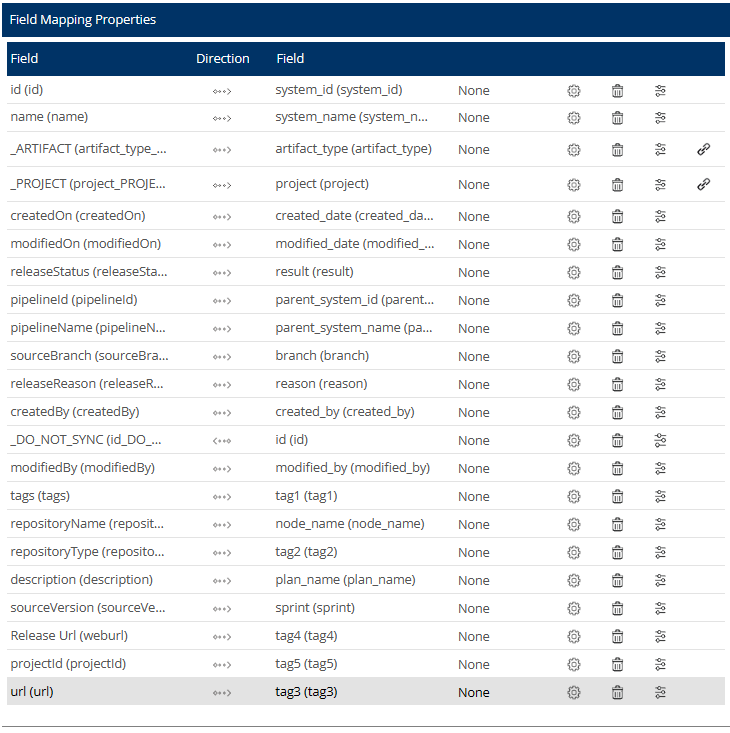 Field Mapping Properties
Field Direction Field
id (id) system_id (system_id) None
name (name) system_name (system_n... None
_ARTIFACT (artifact_type_... artifact_type (artifact_type) None
_PROJECT (project_PROJE... project (project) None
createdOn (createdOn) created_date (created_da... None
modifiedOn (modifiedOn) modified_date (modified_... None
releaseStatus (releaseSta... result (result) None
pipelineId (pipelineId) parent_system_id (parent... None
pipelineName (pipelineN... parent_system_name (pa... None
sourceBranch (sourceBra... branch (branch) None
releaseReason (releaseR... reason (reason) None
createdBy (createdBy) created_by (created_by) None
_DO_NOT_SYNC (id_DO_... id (id) None
modifiedBy (modifiedBy) modified_by (modified_by) None
tags (tags) tag1 (tag1) None
repositoryName (reposit... node_name (node_name) None
repositoryType (reposito... tag2 (tag2) None
description (description) plan_name (plan_name) None
sourceVersion (sourceVe... sprint (sprint) None
Release Url (weburl) tag4 (tag4) None
projectId (projectId) tag5 (tag5) None
url (url) tag3 (tag3) None